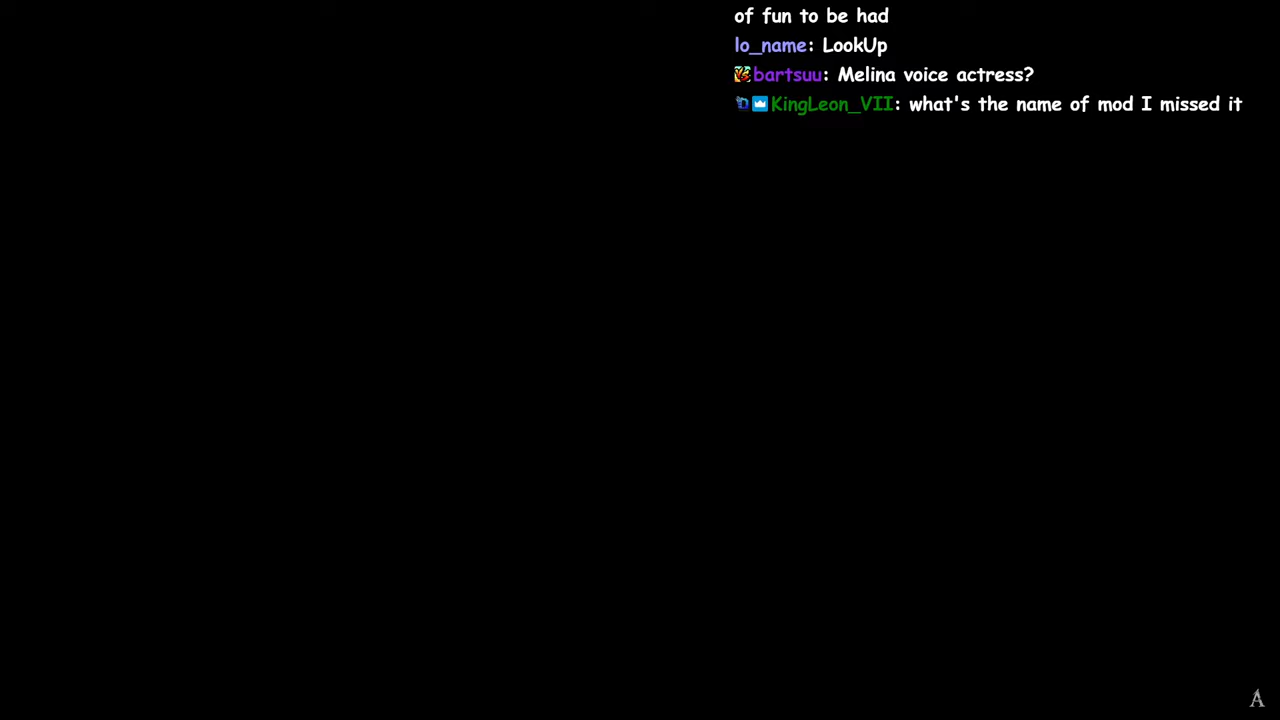 of fun to be had
lo_name: LookUp
bartsuu: Melina voice actress?
KingLeon_VII: what's the name of mod I missed it
A